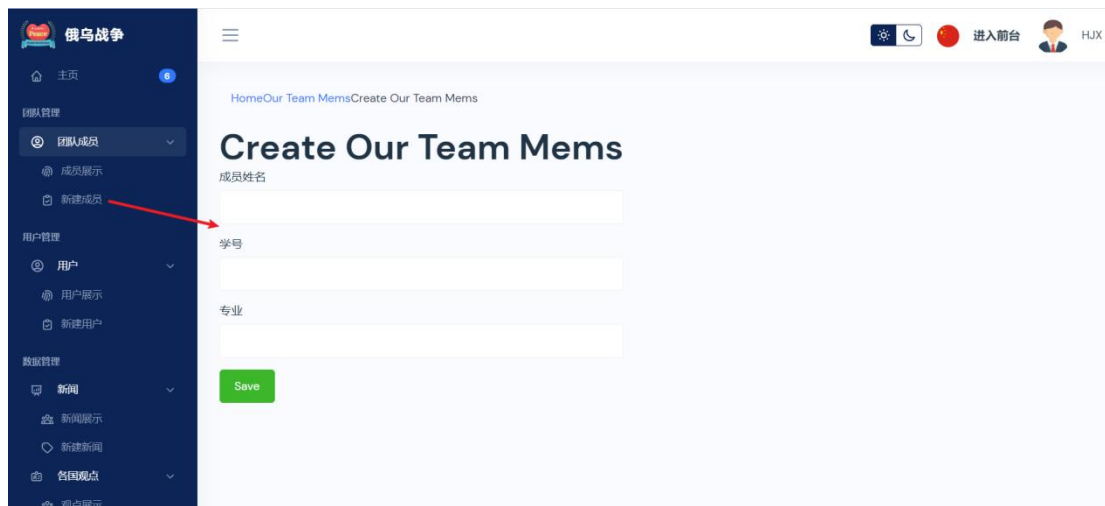 俄乌战争
进入前台
HJX
主页
6
HomeOur Team MemsCreate Our Team Mems
团队管理
团队成员
Create Our Team Mems
成员展示
成员姓名
新建成员
用户管理
学号
用户
用户展示
专业
新建用户
数据管理
Save
新闻
新闻展示
新建新闻
各国观点
观点展示